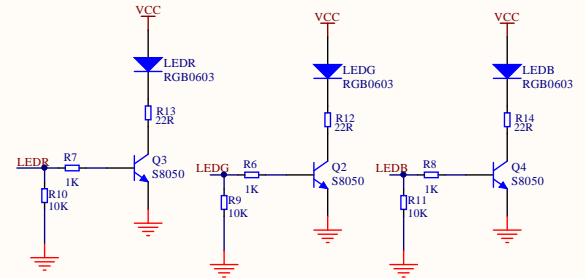 VCC
LEDR
RGB0603
R13
22R
Q3
S8050
LEDR
R7
1K
R10
10K
VCC
LEDG
RGB0603
R12
22R
Q2
S8050
LEDG
R6
1K
R9
10K
VCC
LEDB
RGB0603
R14
22R
Q4
S8050
LEDB
R8
1K
R11
10K